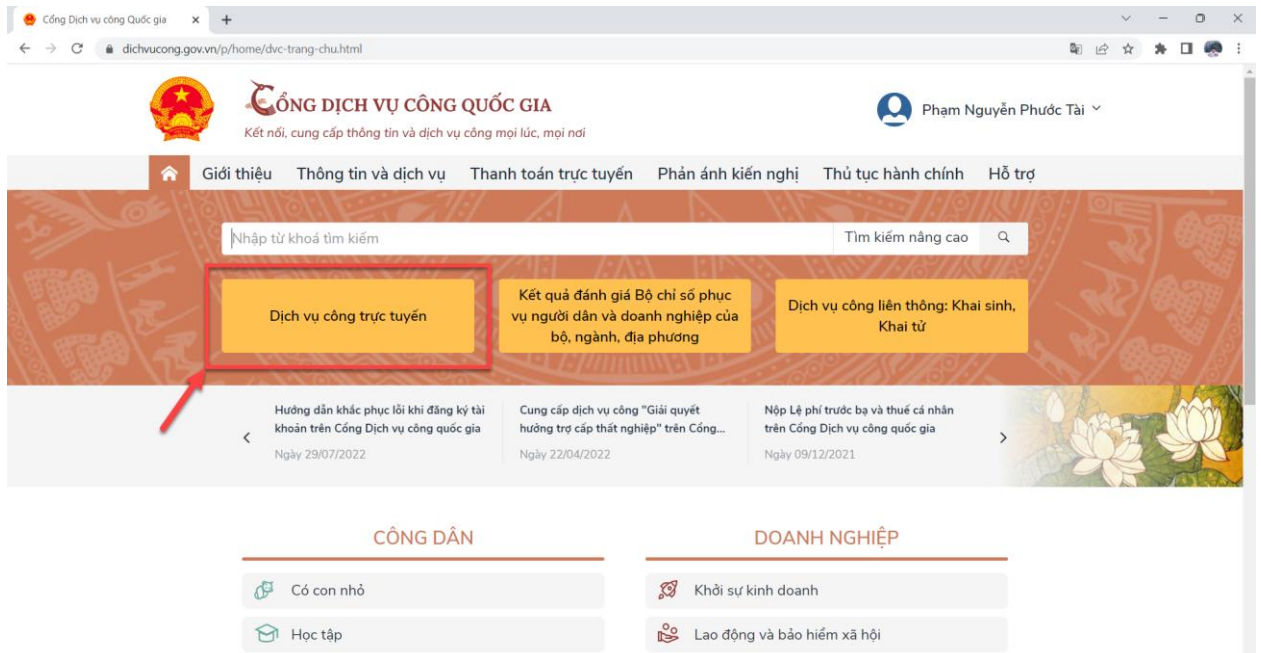 Cổng Dịch vụ công Quốc gia
dichvucong.gov.vn/p/home/dvc-trang-chu.html
CỔNG DỊCH VỤ CÔNG QUỐC GIA
Kết nối, cung cấp thông tin và dịch vụ công mọi lúc, mọi nơi
Phạm Nguyễn Phước Tài
Giới thiệu Thông tin và dịch vụ Thanh toán trực tuyến Phản ánh kiến nghị Thủ tục hành chính Hỗ trợ
Nhập từ khoá tìm kiếm Tìm kiếm nâng cao
Dịch vụ công trực tuyến
Kết quả đánh giá Bộ chỉ số phục
vụ người dân và doanh nghiệp của
bộ, ngành, địa phương
Dịch vụ công liên thông: Khai sinh,
Khai tử
Hướng dẫn khắc phục lỗi khi đăng ký tài
khoản trên Cổng Dịch vụ công quốc gia
Ngày 29/07/2022
Cung cấp dịch vụ công "Giải quyết
hưởng trợ cấp thất nghiệp" trên Cổng...
Ngày 22/04/2022
Nộp Lệ phí trước bạ và thuế cá nhân
trên Cổng Dịch vụ công quốc gia
Ngày 09/12/2021
CÔNG DÂN
Có con nhỏ
Học tập
DOANH NGHIỆP
Khởi sự kinh doanh
Lao động và bảo hiểm xã hội